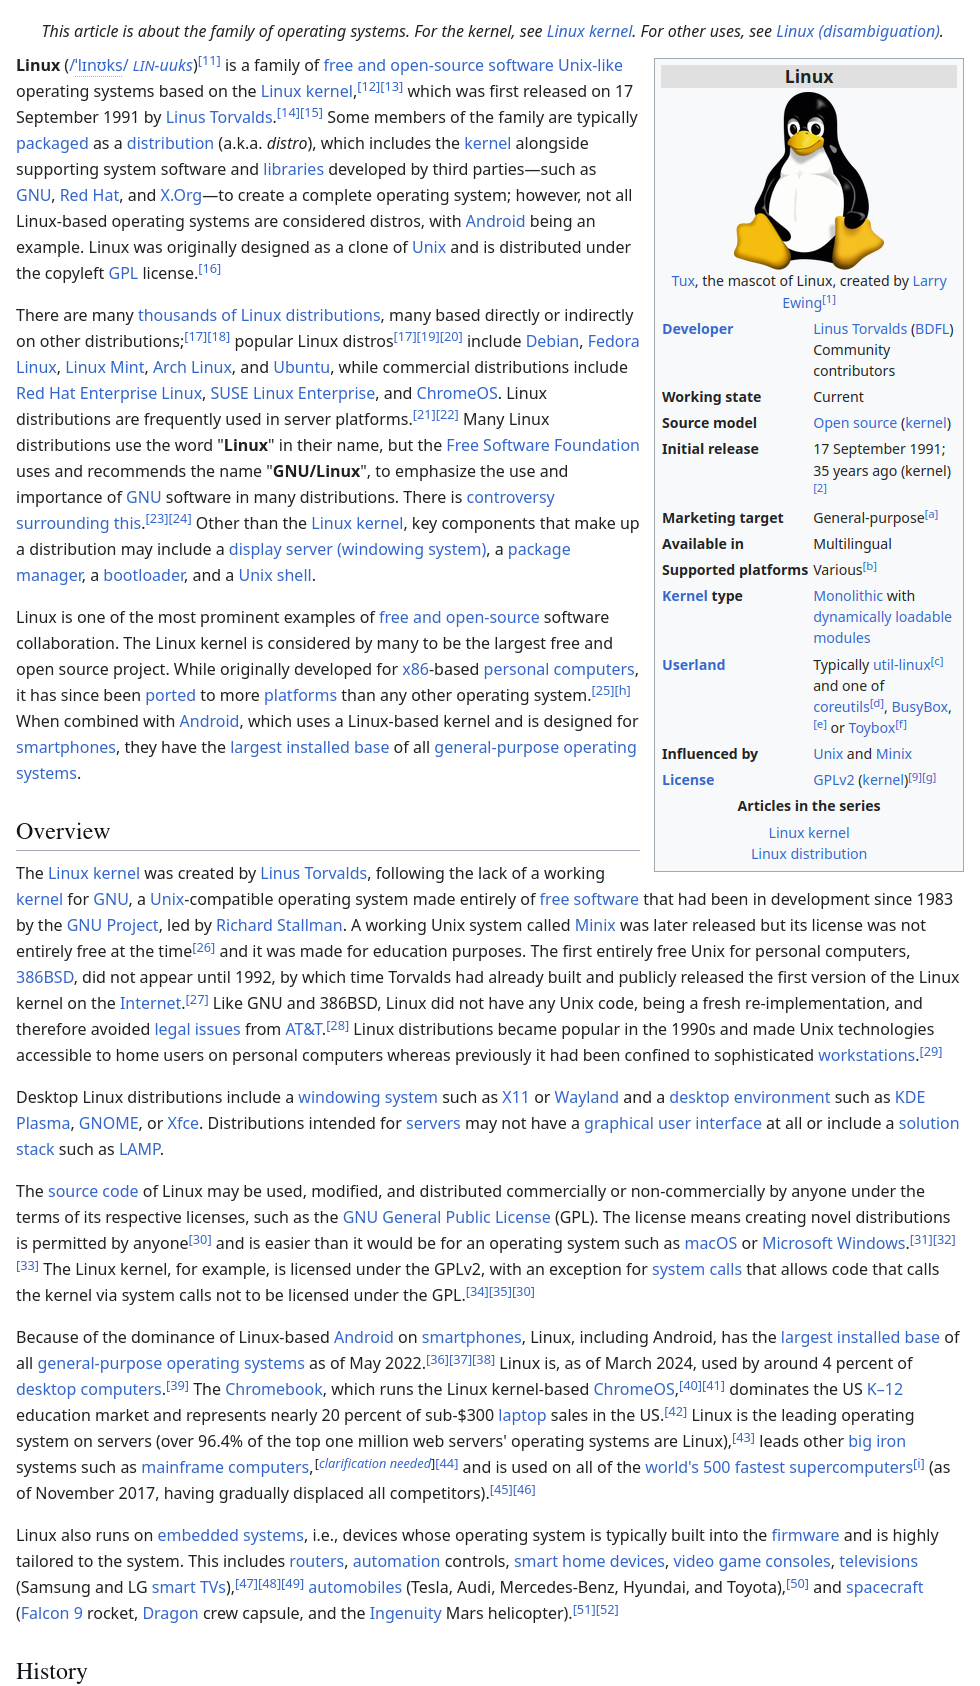 This article is about the family of operating systems. For the kernel, see Linux kernel. For other uses, see Linux (disambiguation).
Linux (/ˈlɪnʊks/ LIN-uuks)[11] is a family of free and open-source software Unix-like
operating systems based on the Linux kernel,[12][13] which was first released on 17
September 1991 by Linus Torvalds.[14][15] Some members of the family are typically
packaged as a distribution (a.k.a. distro), which includes the kernel alongside
supporting system software and libraries developed by third parties—such as
GNU, Red Hat, and X.Org—to create a complete operating system; however, not all
Linux-based operating systems are considered distros, with Android being an
example. Linux was originally designed as a clone of Unix and is distributed under
the copyleft GPL license.[16]
There are many thousands of Linux distributions, many based directly or indirectly
on other distributions;[17][18] popular Linux distros[17][19][20] include Debian, Fedora
Linux, Linux Mint, Arch Linux, and Ubuntu, while commercial distributions include
Red Hat Enterprise Linux, SUSE Linux Enterprise, and ChromeOS. Linux
distributions are frequently used in server platforms.[21][22] Many Linux
distributions use the word "Linux" in their name, but the Free Software Foundation
uses and recommends the name "GNU/Linux", to emphasize the use and
importance of GNU software in many distributions. There is controversy
surrounding this.[23][24] Other than the Linux kernel, key components that make up
a distribution may include a display server (windowing system), a package
manager, a bootloader, and a Unix shell.
Linux is one of the most prominent examples of free and open-source software
collaboration. The Linux kernel is considered by many to be the largest free and
open source project. While originally developed for x86-based personal computers,
it has since been ported to more platforms than any other operating system.[25][h]
When combined with Android, which uses a Linux-based kernel and is designed for
smartphones, they have the largest installed base of all general-purpose operating
systems.
Linux
Tux, the mascot of Linux, created by Larry
Ewing[1]
Developer Linus Torvalds (BDFL)
Community
contributors
Working state Current
Source model Open source (kernel)
Initial release 17 September 1991;
35 years ago (kernel)
[2]
Marketing target General-purpose[a]
Available in Multilingual
Supported platforms Various[b]
Kernel type Monolithic with
dynamically loadable
modules
Userland Typically util-linux[c]
and one of
coreutils[d], BusyBox,
[e] or Toybox[f]
Influenced by Unix and Minix
License GPLv2 (kernel)[9][g]
Articles in the series
Linux kernel
Linux distribution
Overview
The Linux kernel was created by Linus Torvalds, following the lack of a working
kernel for GNU, a Unix-compatible operating system made entirely of free software that had been in development since 1983
by the GNU Project, led by Richard Stallman. A working Unix system called Minix was later released but its license was not
entirely free at the time[26] and it was made for education purposes. The first entirely free Unix for personal computers,
386BSD, did not appear until 1992, by which time Torvalds had already built and publicly released the first version of the Linux
kernel on the Internet.[27] Like GNU and 386BSD, Linux did not have any Unix code, being a fresh re-implementation, and
therefore avoided legal issues from AT&T.[28] Linux distributions became popular in the 1990s and made Unix technologies
accessible to home users on personal computers whereas previously it had been confined to sophisticated workstations.[29]
Desktop Linux distributions include a windowing system such as X11 or Wayland and a desktop environment such as KDE
Plasma, GNOME, or Xfce. Distributions intended for servers may not have a graphical user interface at all or include a solution
stack such as LAMP.
The source code of Linux may be used, modified, and distributed commercially or non-commercially by anyone under the
terms of its respective licenses, such as the GNU General Public License (GPL). The license means creating novel distributions
is permitted by anyone[30] and is easier than it would be for an operating system such as macOS or Microsoft Windows.[31][32]
[33] The Linux kernel, for example, is licensed under the GPLv2, with an exception for system calls that allows code that calls
the kernel via system calls not to be licensed under the GPL.[34][35][30]
Because of the dominance of Linux-based Android on smartphones, Linux, including Android, has the largest installed base of
all general-purpose operating systems as of May 2022.[36][37][38] Linux is, as of March 2024, used by around 4 percent of
desktop computers.[39] The Chromebook, which runs the Linux kernel-based ChromeOS,[40][41] dominates the US K–12
education market and represents nearly 20 percent of sub-$300 laptop sales in the US.[42] Linux is the leading operating
system on servers (over 96.4% of the top one million web servers' operating systems are Linux),[43] leads other big iron
systems such as mainframe computers,[clarification needed][44] and is used on all of the world's 500 fastest supercomputers[i] (as
of November 2017, having gradually displaced all competitors).[45][46]
Linux also runs on embedded systems, i.e., devices whose operating system is typically built into the firmware and is highly
tailored to the system. This includes routers, automation controls, smart home devices, video game consoles, televisions
(Samsung and LG smart TVs),[47][48][49] automobiles (Tesla, Audi, Mercedes-Benz, Hyundai, and Toyota),[50] and spacecraft
(Falcon 9 rocket, Dragon crew capsule, and the Ingenuity Mars helicopter).[51][52]
History